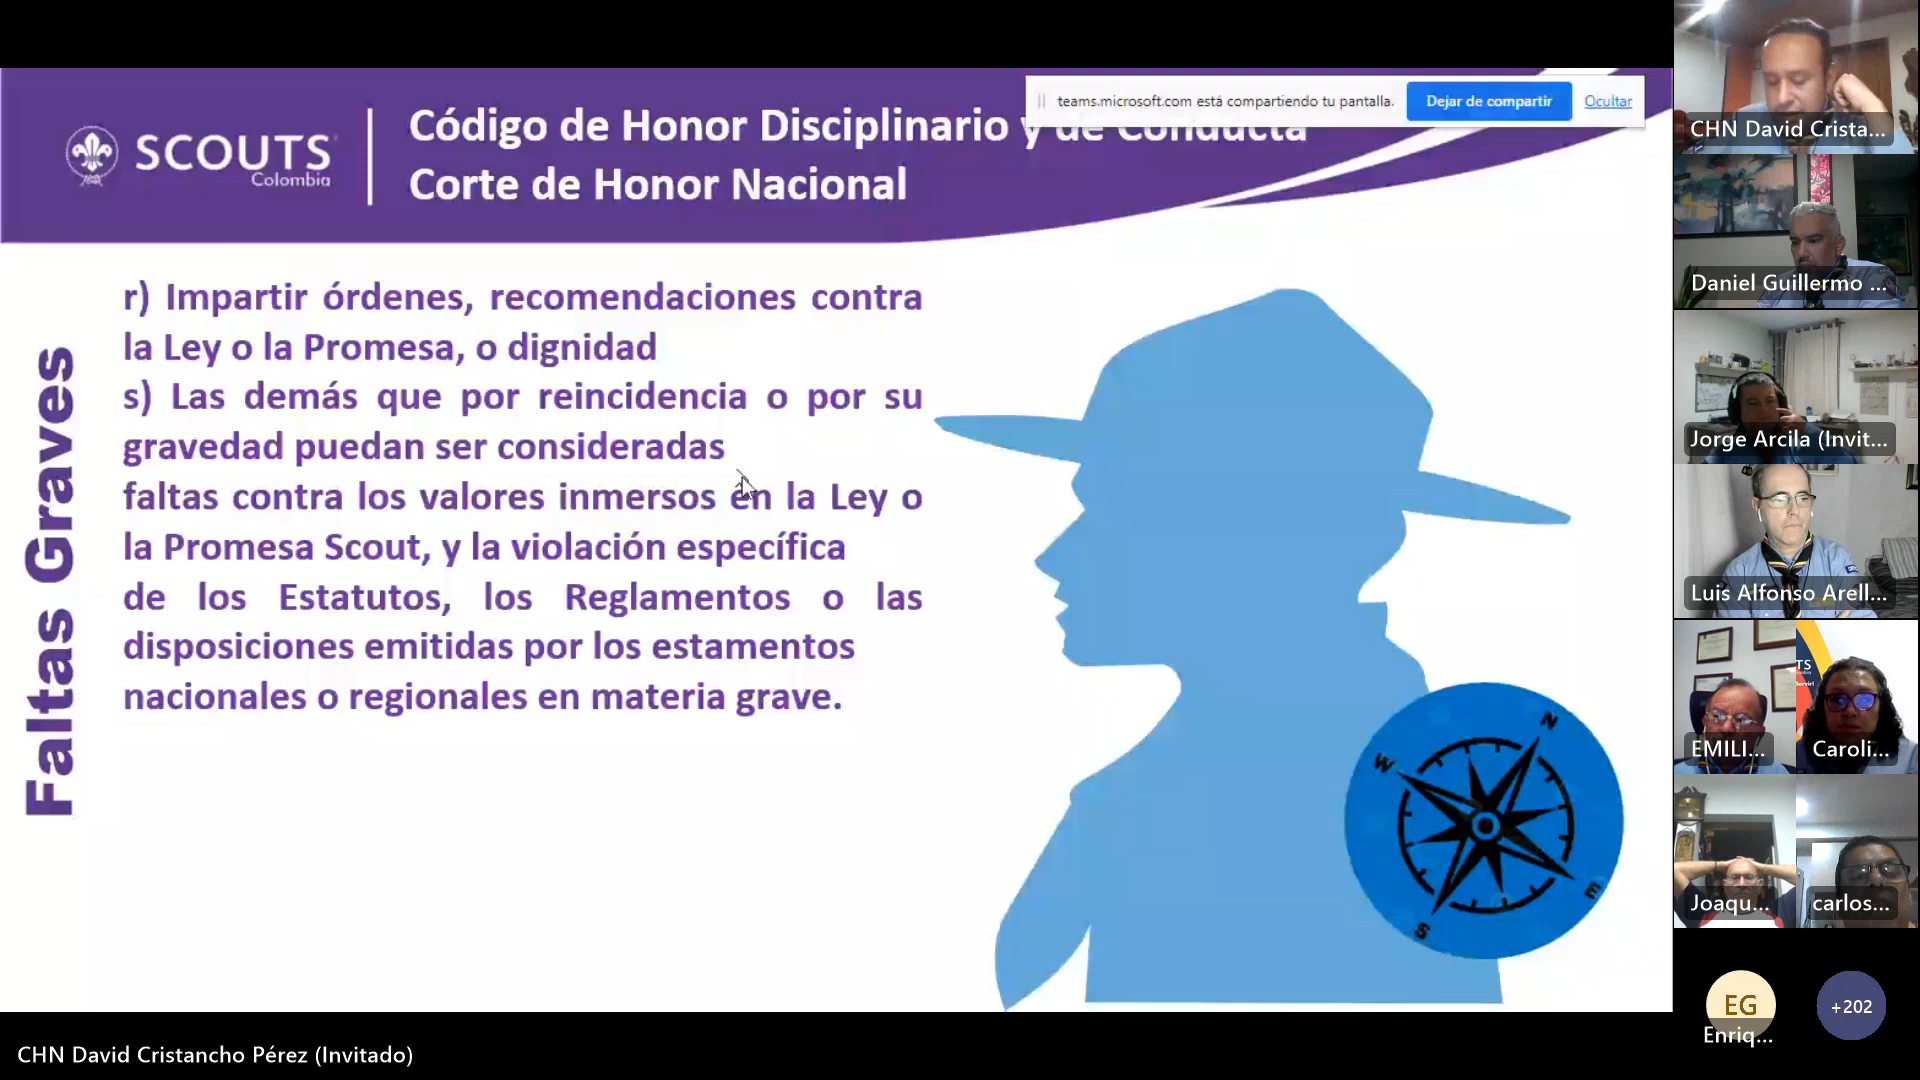 teams.microsoft.com está compartiendo tu pantalla.
Dejar de compartir
Ocultar
SCOUTS
Colombia
Código de Honor Disciplinario y de Conducta
Corte de Honor Nacional
Faltas Graves
r) Impartir órdenes, recomendaciones contra
la Ley o la Promesa, o dignidad
s) Las demás que por reincidencia o por su
gravedad puedan ser consideradas
faltas contra los valores inmersos en la Ley o
la Promesa Scout, y la violación específica
de los Estatutos, los Reglamentos o las
disposiciones emitidas por los estamentos
nacionales o regionales en materia grave.
N
W
E
S
CHN David Crista...
Daniel Guillermo ...
Jorge Arcila (Invit...
Luis Alfonso Arell...
EMILI...
Caroli...
Joaqu...
carlos...
EG
Enriq...
+202
CHN David Cristancho Pérez (Invitado)